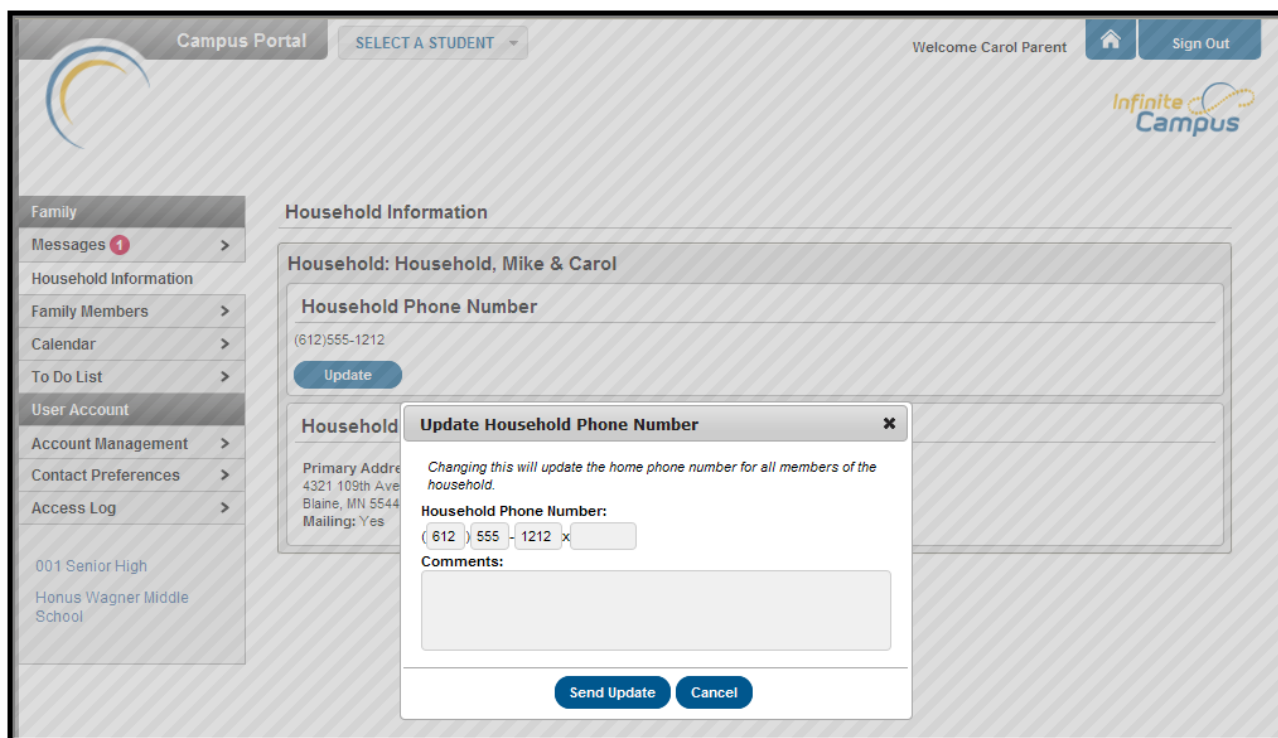 Campus Portal
SELECT A STUDENT
Welcome Carol Parent
Sign Out
Infinite
Campus
Family
Messages 1
Household Information
Family Members
Calendar
To Do List
User Account
Account Management
Contact Preferences
Access Log
001 Senior High
Honus Wagner Middle
School
Household Information
Household: Household, Mike & Carol
Household Phone Number
(612)555-1212
Update
Household
Primary Addre
4321 109th Ave
Blaine, MN 5544
Mailing: Yes
Update Household Phone Number
Changing this will update the home phone number for all members of the
household.
Household Phone Number:
(612) 555 - 1212 x
Comments:
Send Update Cancel